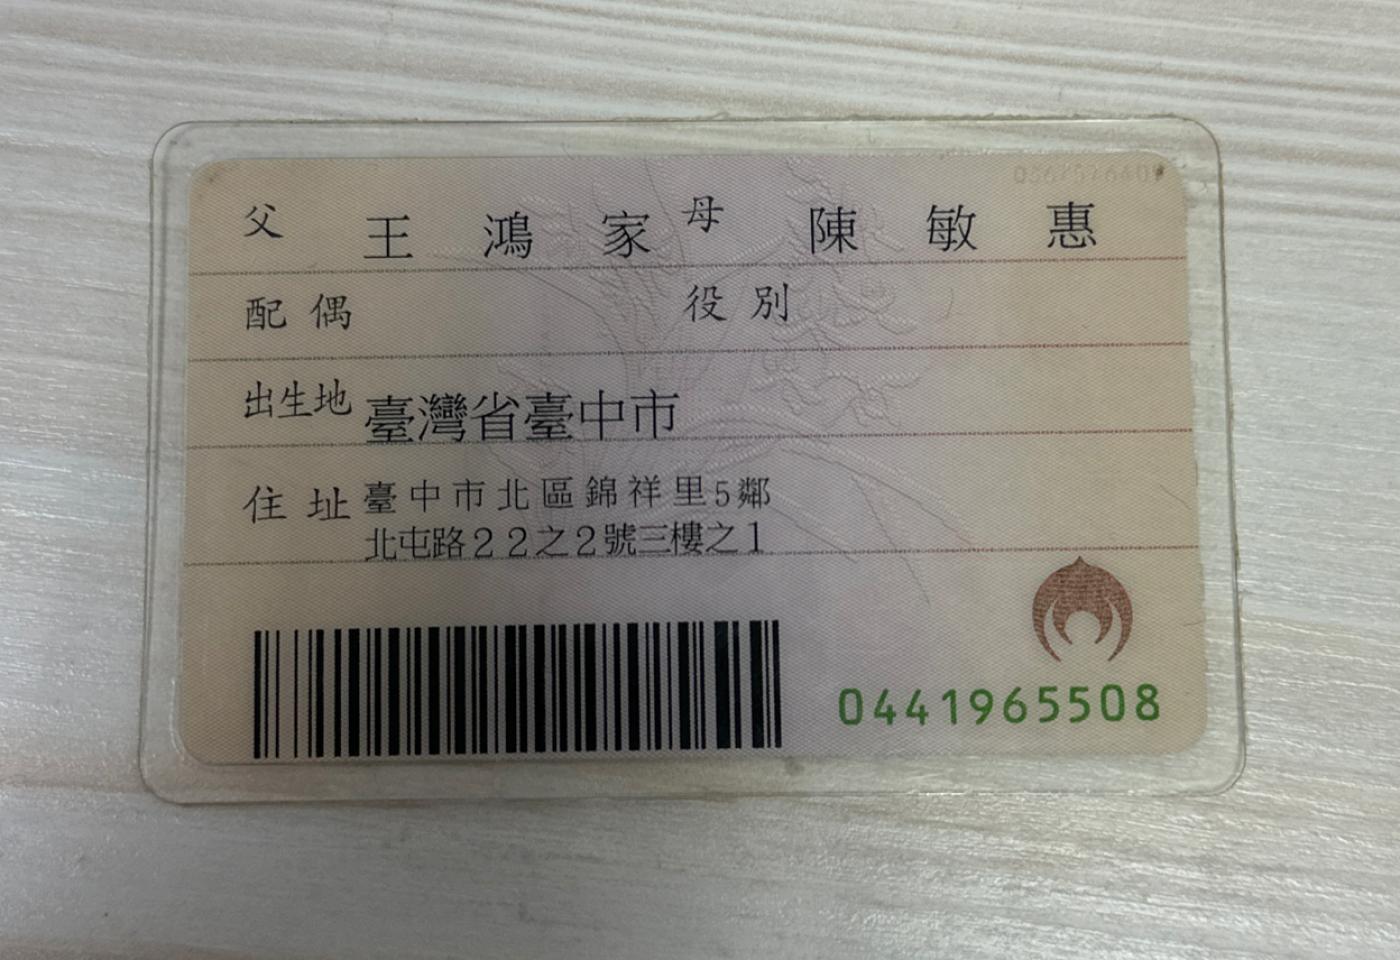 父 王鴻家 母 陳敏惠
配偶 役別
出生地 臺灣省臺中市
住址 臺中市北區錦祥里5鄰
北屯路22之2號三樓之1
0441965508